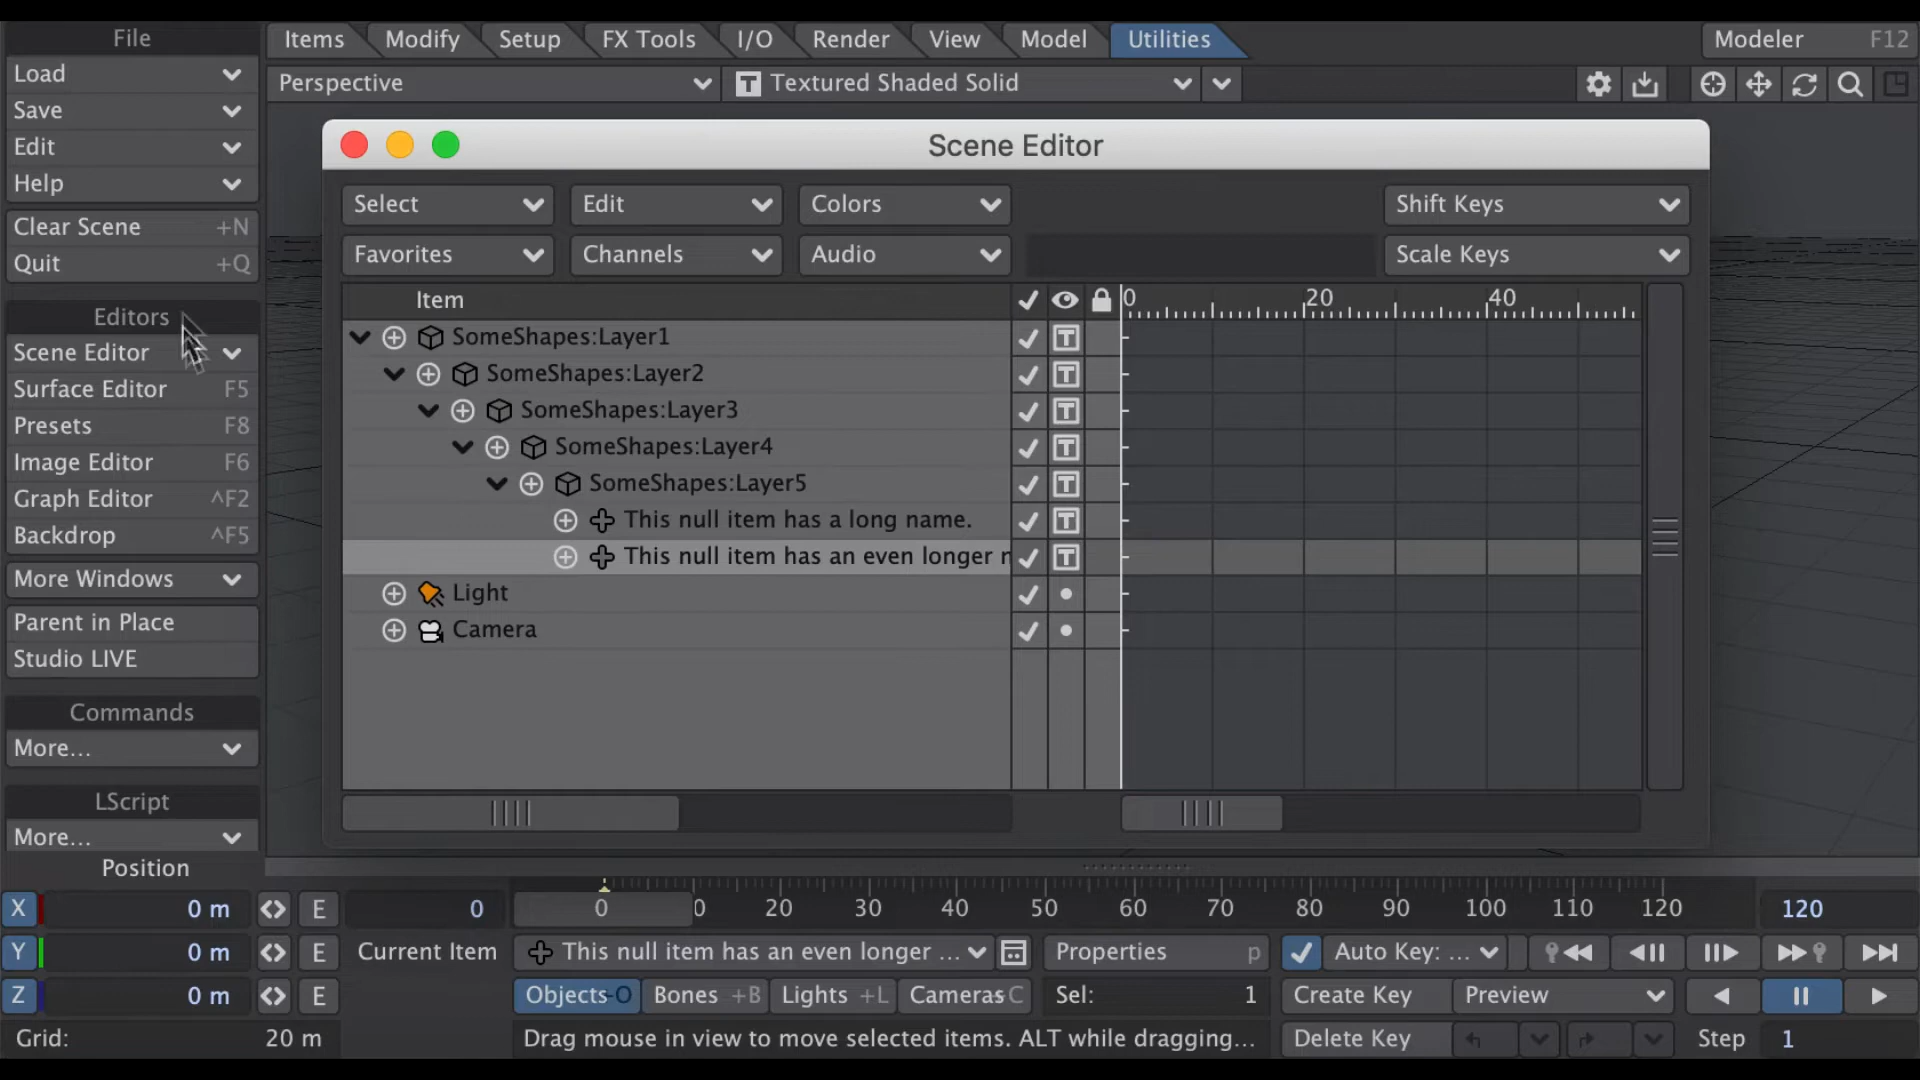 File
Load
Save
Edit
Help
Clear Scene +N
Quit +Q
Editors
Scene Editor
Surface Editor F5
Presets F8
Image Editor F6
Graph Editor ^F2
Backdrop ^F5
More Windows
Parent in Place
Studio LIVE
Commands
More...
LScript
More...
Items Modify Setup FX Tools I/O Render View Model Utilities Modeler F12
Perspective T Textured Shaded Solid
Scene Editor
Select Edit Colors Shift Keys
Favorites Channels Audio Scale Keys
Item 0 20 40
SomeShapes:Layer1 T
SomeShapes:Layer2 T
SomeShapes:Layer3 T
SomeShapes:Layer4 T
SomeShapes:Layer5 T
This null item has a long name. T
This null item has an even longer n T
Light
Camera
Position
X 0 m E 0 0 0 20 30 40 50 60 70 80 90 100 110 120 120
Y 0 m E Current Item This null item has an even longer ... Properties p Auto Key: ...
Z 0 m E Objects-O Bones +B Lights +L Cameras+C Sel: 1 Create Key Preview
Grid: 20 m Drag mouse in view to move selected items. ALT while dragging... Delete Key Step 1